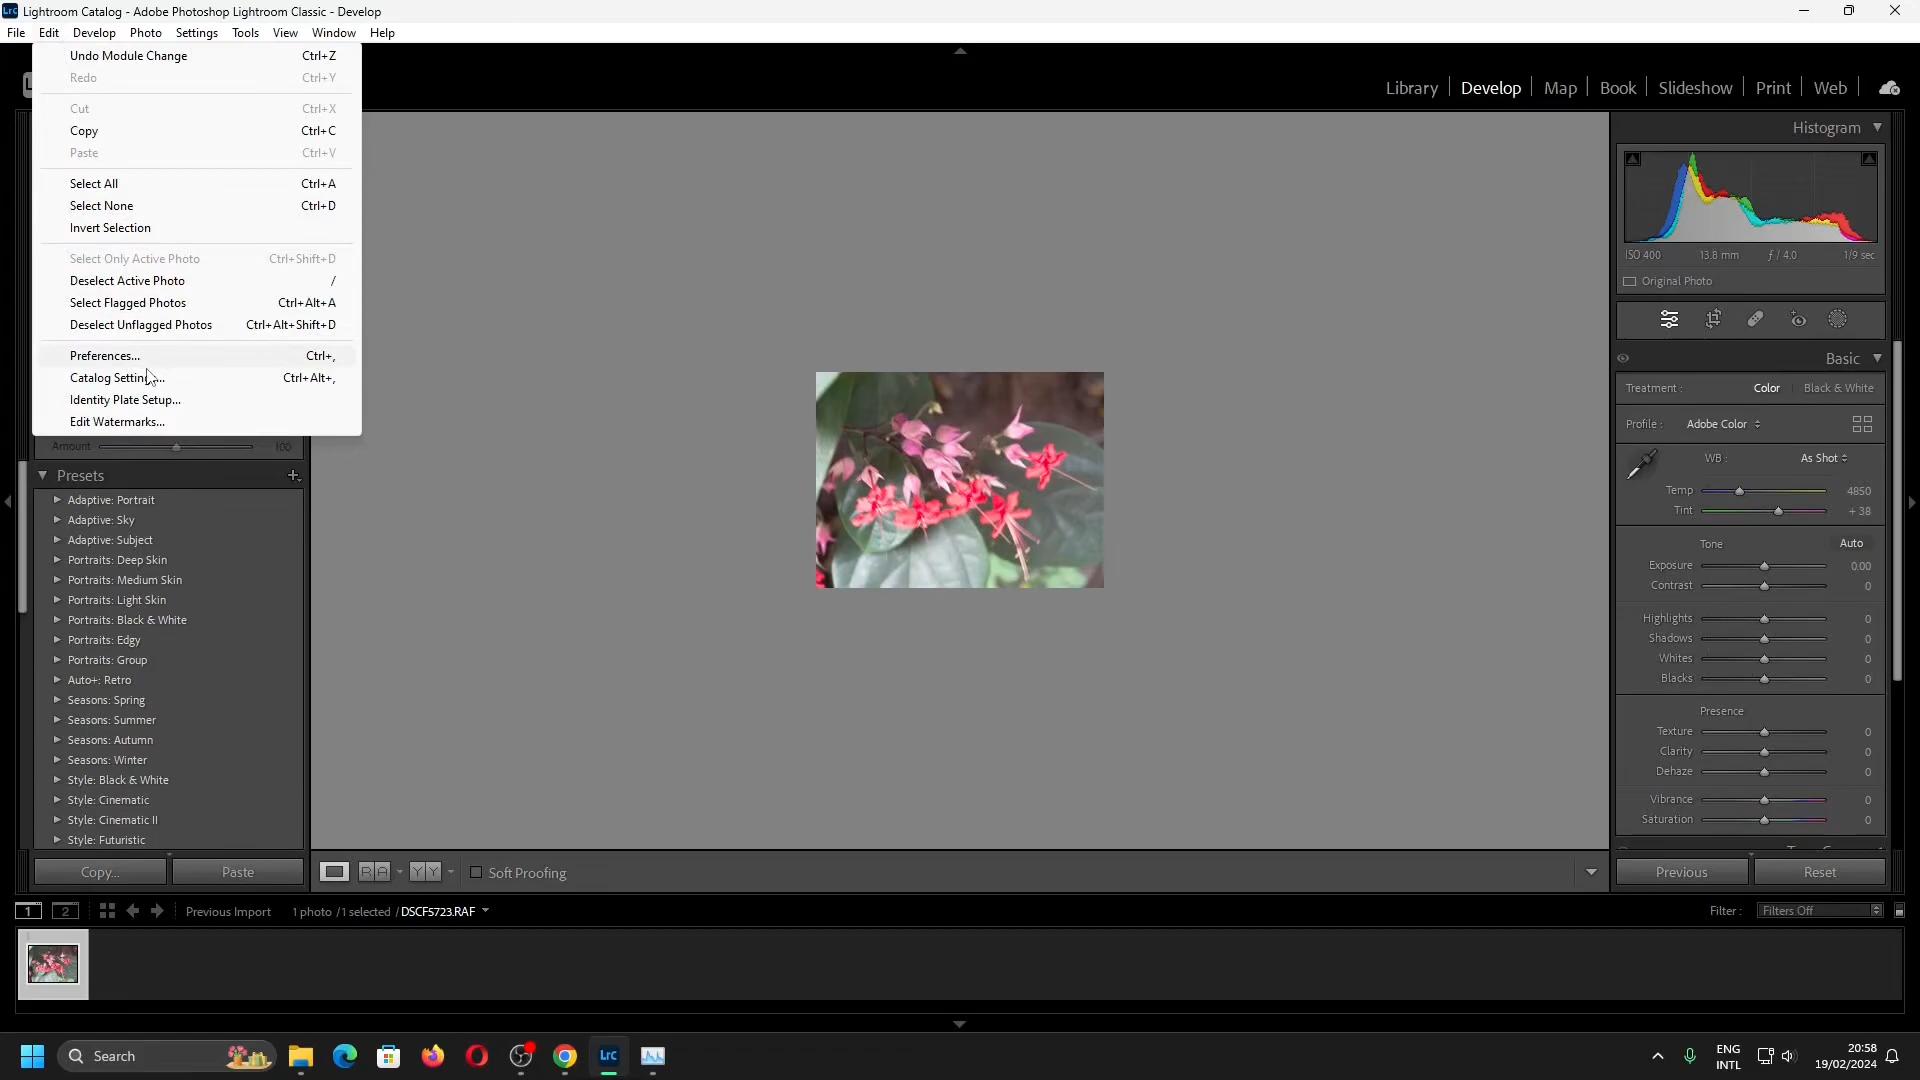 Lightroom Catalog - Adobe Photoshop Lightroom Classic - Develop
File Edit Develop Photo Settings Tools View Window Help
Undo Module Change Ctrl+Z
Redo Ctrl+Y
Cut Ctrl+X
Copy Ctrl+C
Paste Ctrl+V
Select All Ctrl+A
Select None Ctrl+D
Invert Selection
Select Only Active Photo Ctrl+Shift+D
Deselect Active Photo /
Select Flagged Photos Ctrl+Alt+A
Deselect Unflagged Photos Ctrl+Alt+Shift+D
Preferences... Ctrl+,
Catalog Settin... Ctrl+Alt+,
Identity Plate Setup...
Edit Watermarks...
Amount 100
Presets
Adaptive: Portrait
Adaptive: Sky
Adaptive: Subject
Portraits: Deep Skin
Portraits: Medium Skin
Portraits: Light Skin
Portraits: Black & White
Portraits: Edgy
Portraits: Group
Auto+: Retro
Seasons: Spring
Seasons: Summer
Seasons: Autumn
Seasons: Winter
Style: Black & White
Style: Cinematic
Style: Cinematic II
Style: Futuristic
Copy... Paste
Library Develop Map Book Slideshow Print Web
Histogram
ISO 400 13.8 mm f / 4.0 1/9 sec
Original Photo
Basic
Treatment : Color Black & White
Profile : Adobe Color
WB : As Shot
Temp 4850
Tint + 38
Tone Auto
Exposure 0.00
Contrast 0
Highlights 0
Shadows 0
Whites 0
Blacks 0
Presence
Texture 0
Clarity 0
Dehaze 0
Vibrance 0
Saturation 0
Previous Reset
R A Y Y Soft Proofing
1 2 Previous Import 1 photo / 1 selected / DSCF5723.RAF Filter : Filters Off
Search
Lrc
ENG
INTL
20:58
19/02/2024